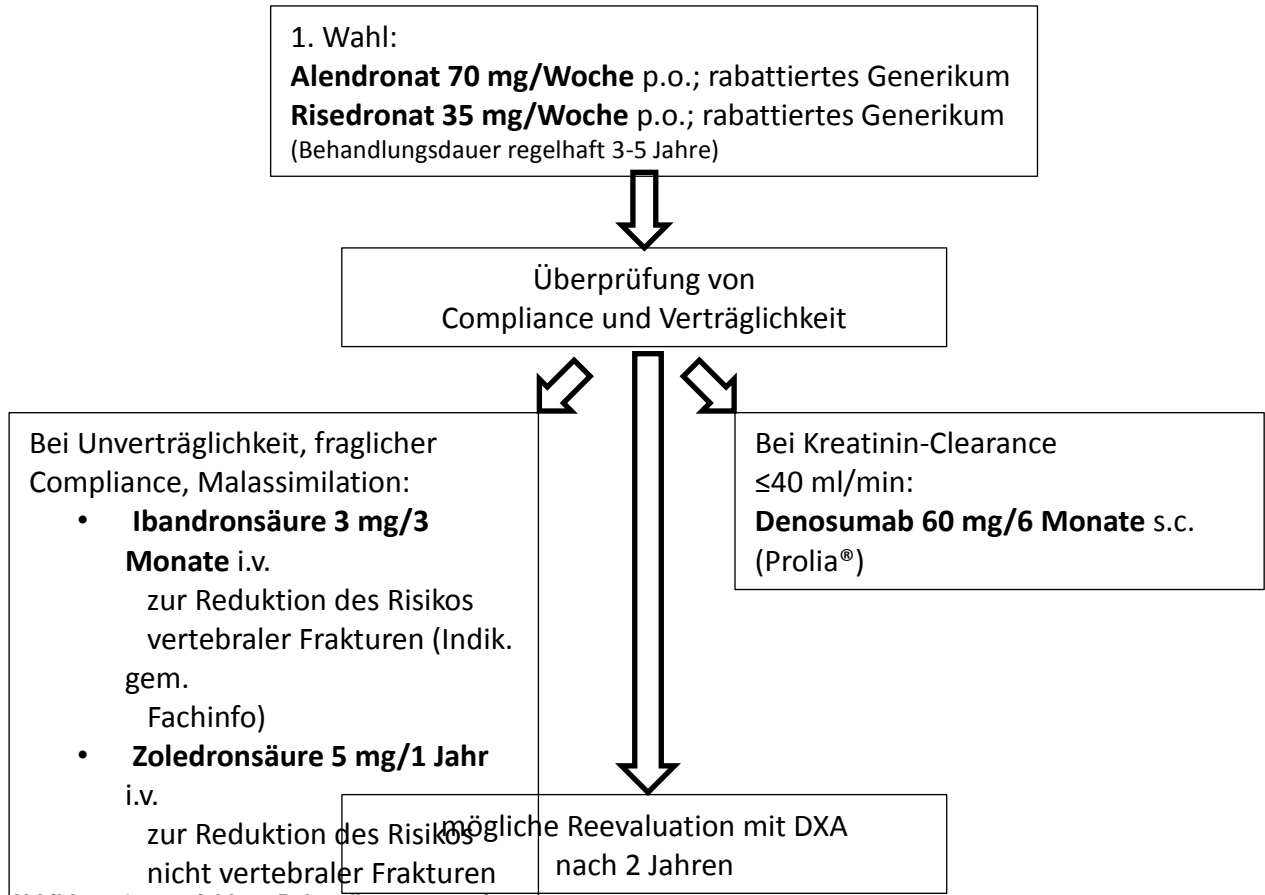 1. Wahl:
Alendronat 70 mg/Woche p.o.; rabattiertes Generikum
Risedronat 35 mg/Woche p.o.; rabattiertes Generikum
(Behandlungsdauer regelhaft 3-5 Jahre)
Überprüfung von
Compliance und Verträglichkeit
Bei Unverträglichkeit, fraglicher
Compliance, Malassimilation:
• Ibandronsäure 3 mg/3
Monate i.v.
zur Reduktion des Risikos
vertebraler Frakturen (Indik.
gem.
Fachinfo)
• Zoledronsäure 5 mg/1 Jahr
i.v.
zur Reduktion des Risikos
nicht vertebraler Frakturen
Bei Kreatinin-Clearance
≤40 ml/min:
Denosumab 60 mg/6 Monate s.c.
(Prolia®)
mögliche Reevaluation mit DXA
nach 2 Jahren